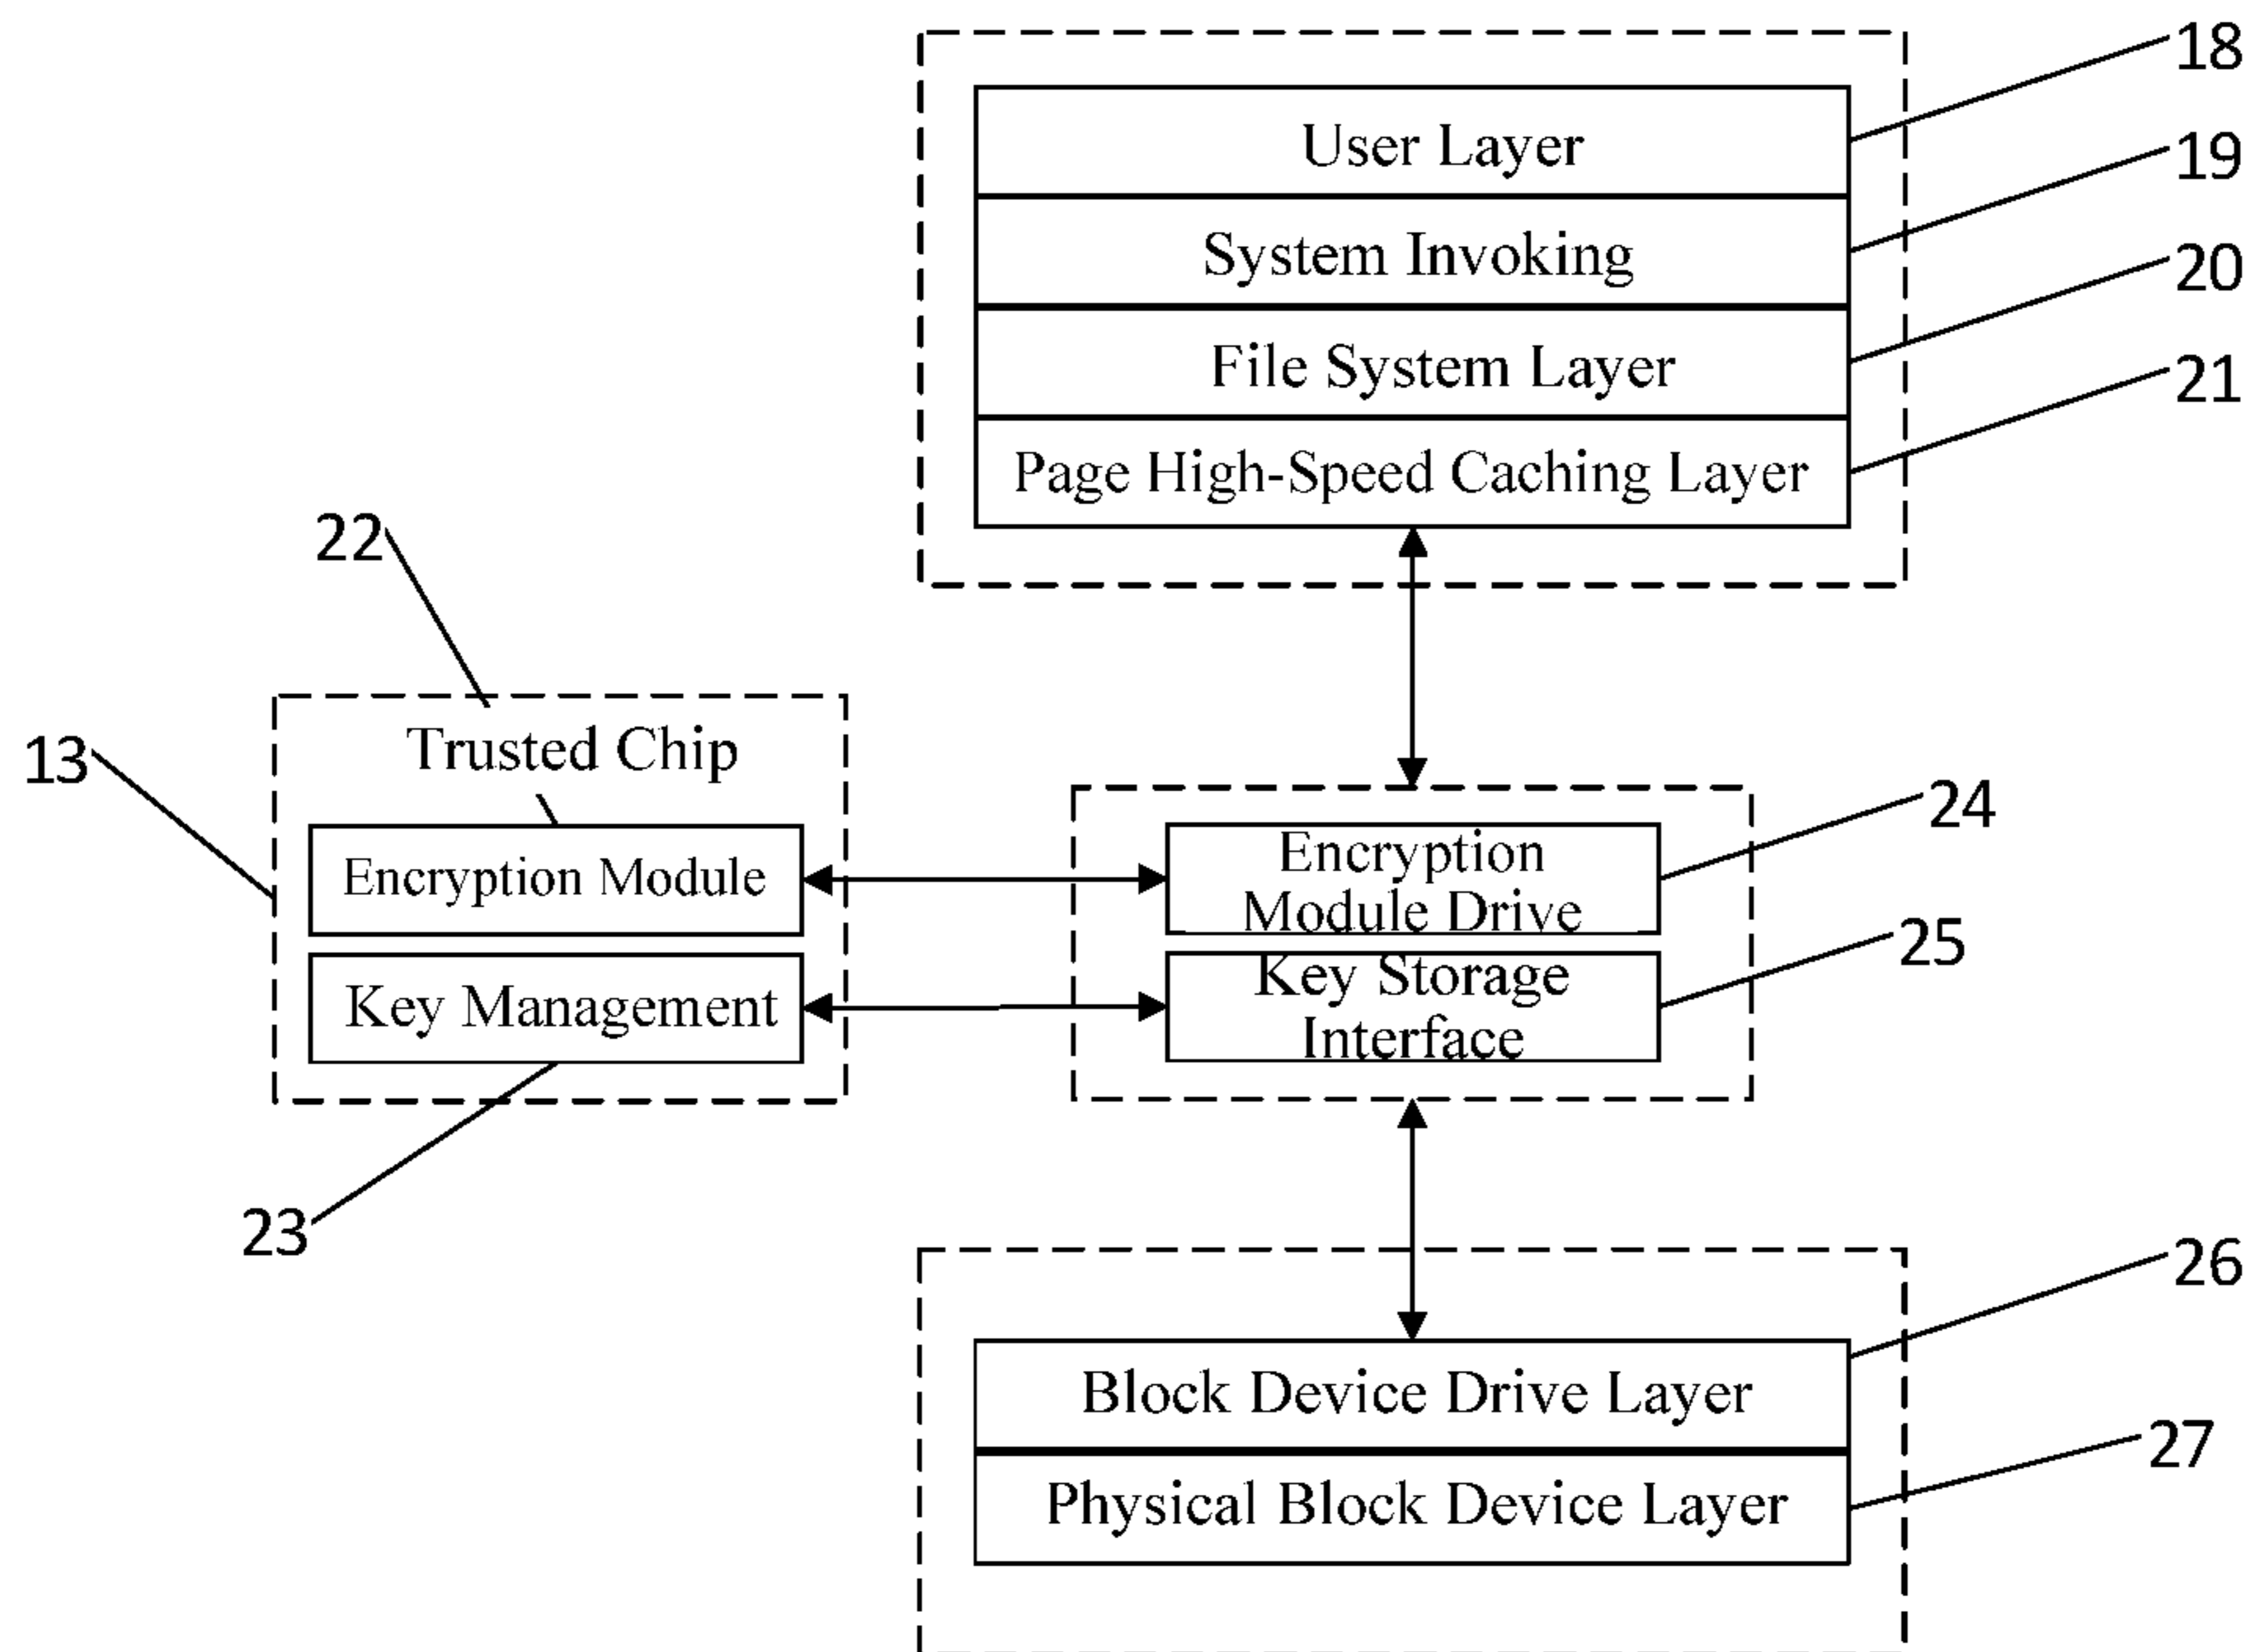 18
User Layer
19
System Invoking
20
File System Layer
21
Page High-Speed Caching Layer
22
13
Trusted Chip
Encryption Module
Key Management
23
Encryption
Module Drive
24
Key Storage
Interface
25
26
Block Device Drive Layer
27
Physical Block Device Layer